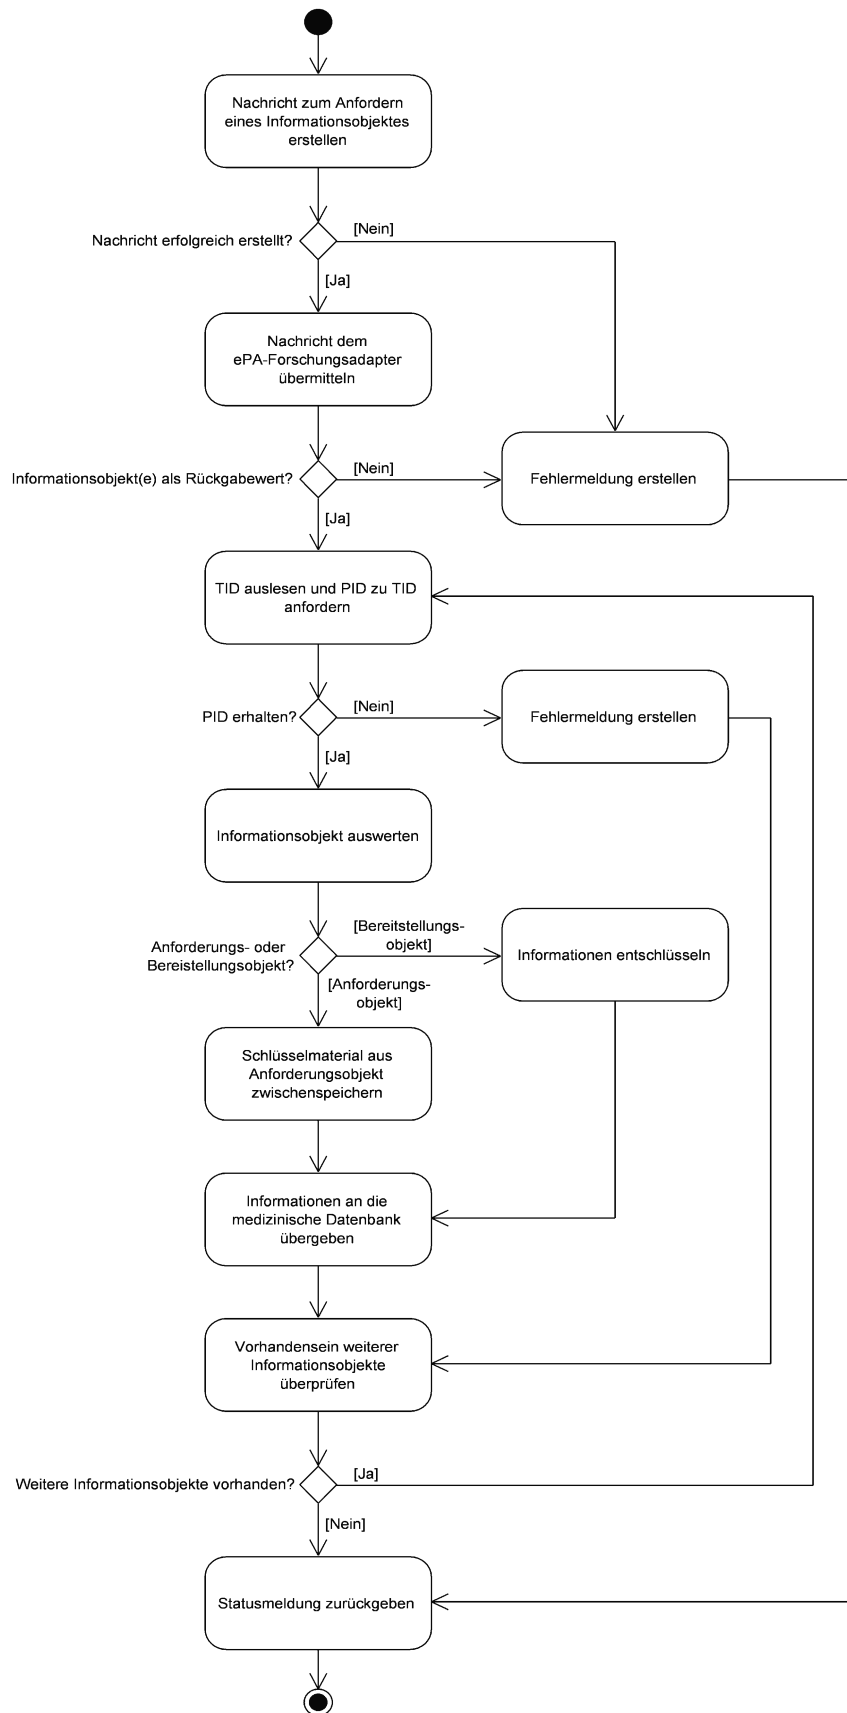 Nachricht zum Anfordern
eines Informationsobjektes
erstellen
Nachricht erfolgreich erstellt?
[Nein]
[Ja]
Nachricht dem
ePA-Forschungsadapter
übermitteln
Informationsobjekt(e) als Rückgabewert?
[Nein]
Fehlermeldung erstellen
[Ja]
TID auslesen und PID zu TID
anfordern
PID erhalten?
[Nein]
Fehlermeldung erstellen
[Ja]
Informationsobjekt auswerten
Anforderungs- oder
Bereistellungsobjekt?
[Bereitstellungs-
objekt]
Informationen entschlüsseln
[Anforderungs-
objekt]
Schlüsselmaterial aus
Anforderungsobjekt
zwischenspeichern
Informationen an die
medizinische Datenbank
übergeben
Vorhandensein weiterer
Informationsobjekte
überprüfen
Weitere Informationsobjekte vorhanden?
[Ja]
[Nein]
Statusmeldung zurückgeben